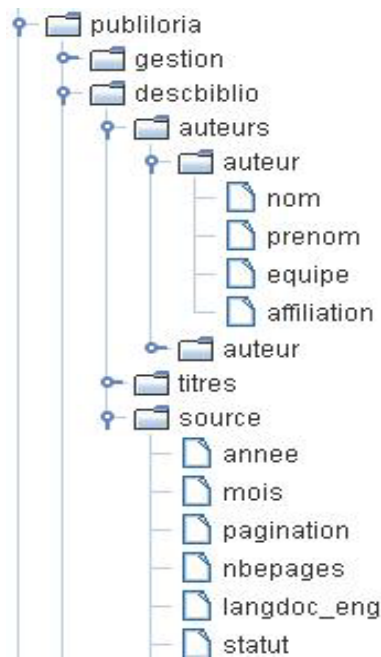 publiloria
gestion
descbiblio
auteurs
auteur
nom
prenom
equipe
affiliation
auteur
titres
source
annee
mois
pagination
nbepages
langdoc_eng
statut